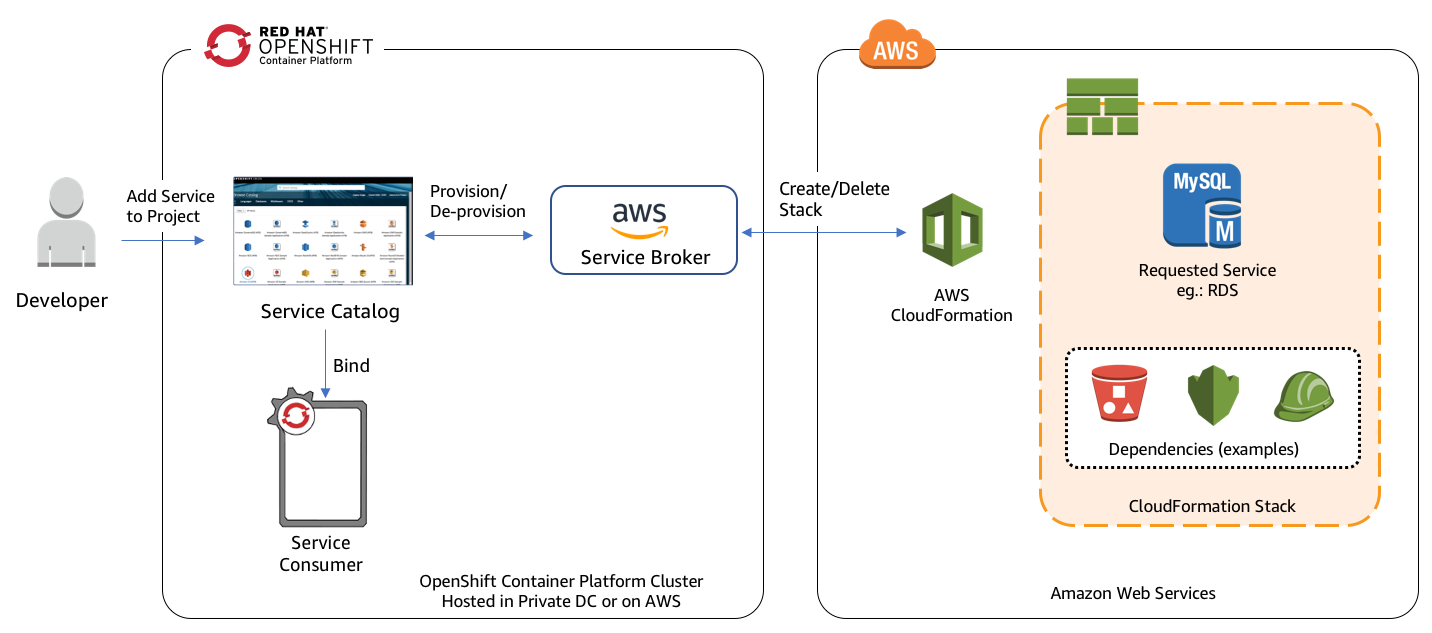 RED HAT®
OPENSHIFT
Container Platform
AWS
Add Service
to Project
Developer
Service Catalog
Provision/
De-provision
aws
Service Broker
Create/Delete
Stack
AWS
CloudFormation
MySQL
M
Requested Service
eg.: RDS
Dependencies (examples)
CloudFormation Stack
Bind
Service
Consumer
OpenShift Container Platform Cluster
Hosted in Private DC or on AWS
Amazon Web Services